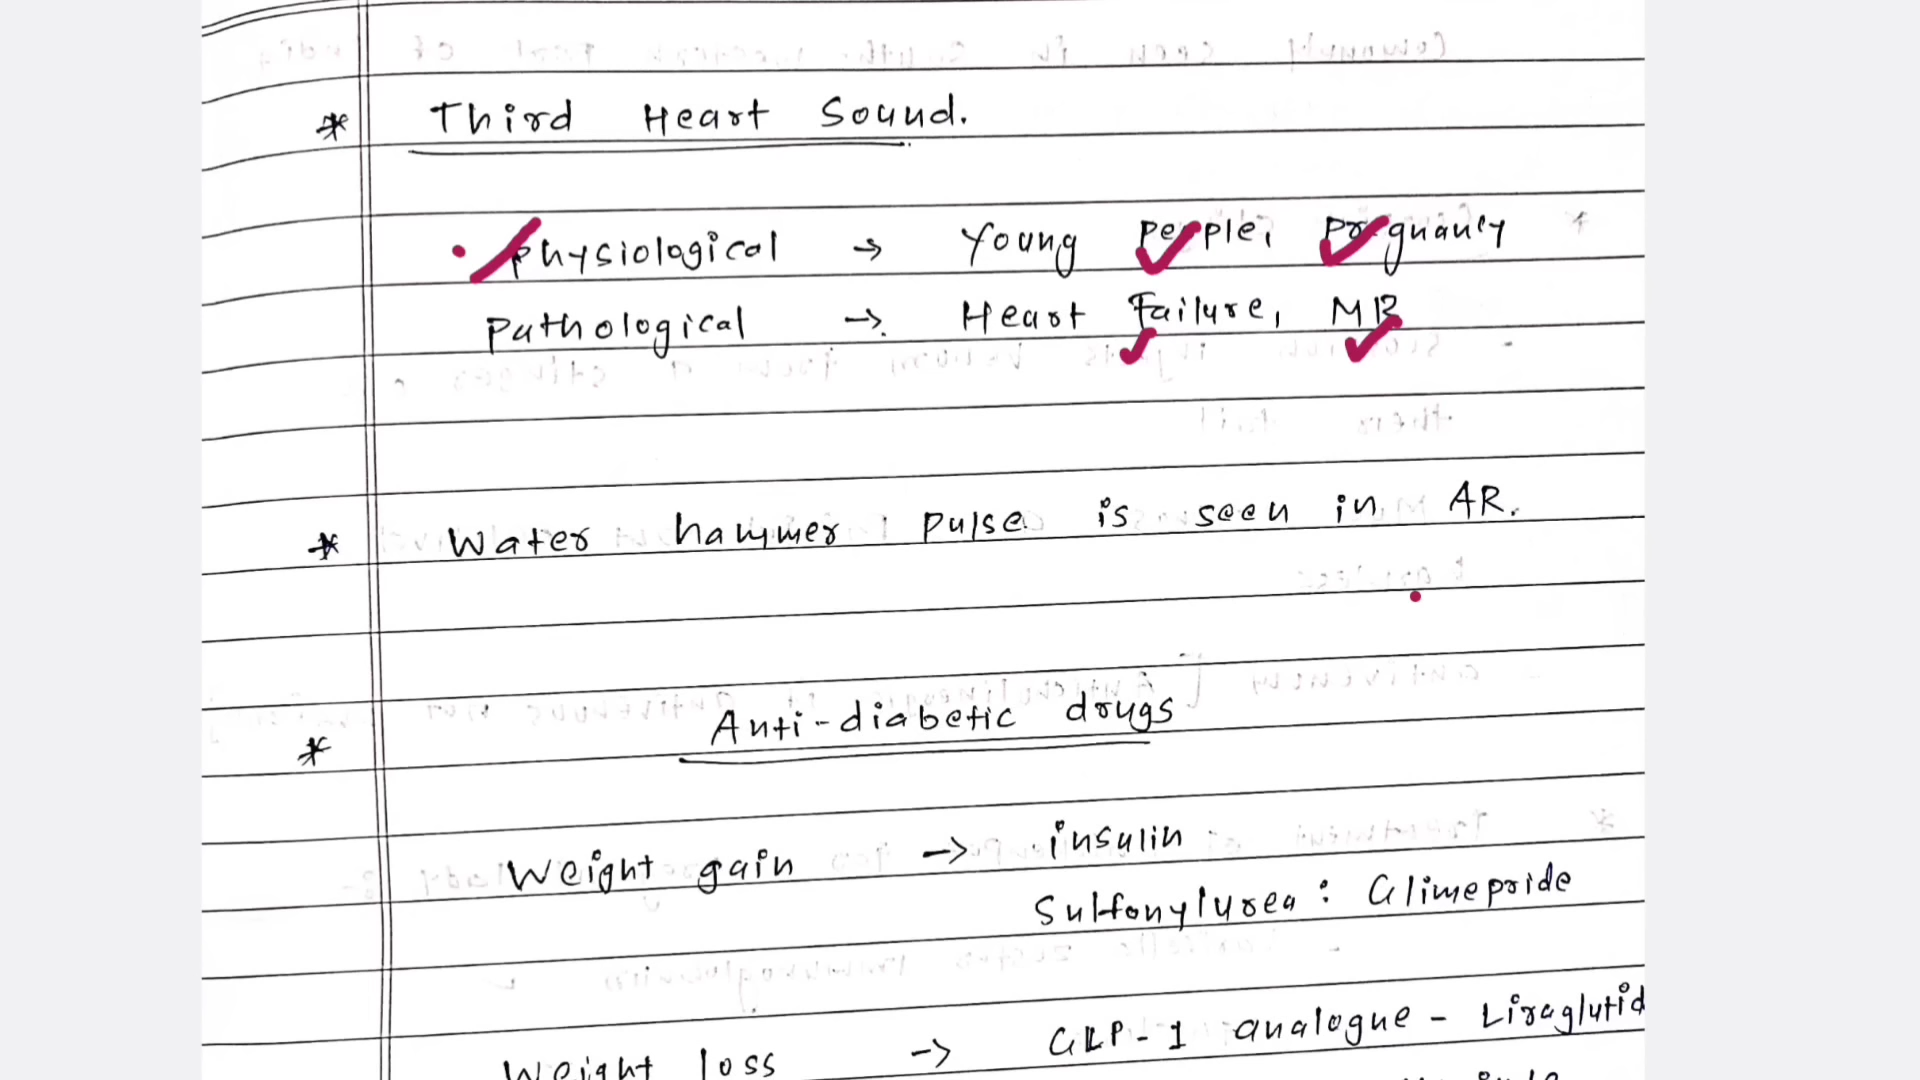 * Third Heart Sound.
Physiological → Young People, Pregnancy
Pathological → Heart Failure, MR
* Water hammer pulse is seen in AR.
* Anti-diabetic drugs
Weight gain → insulin
Sulfonylurea : Glimepride
Weight loss → GLP-1 analogue - Liraglutid